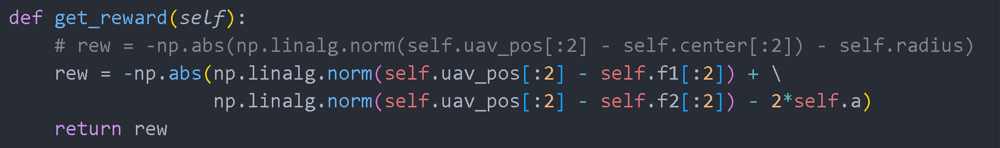 def get_reward(self):
    # rew = -np.abs(np.linalg.norm(self.uav_pos[:2] - self.center[:2]) - self.radius)
    rew = -np.abs(np.linalg.norm(self.uav_pos[:2] - self.f1[:2]) + \
                  np.linalg.norm(self.uav_pos[:2] - self.f2[:2]) - 2*self.a)
    return rew